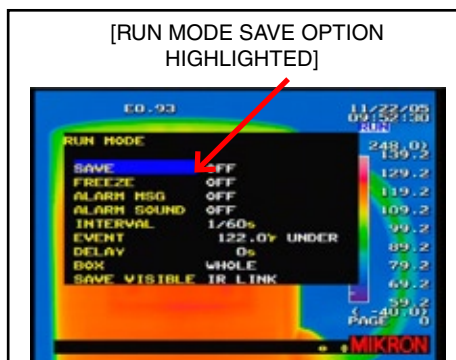 [RUN MODE SAVE OPTION
HIGHLIGHTED]
E0.93
11/22/05
09:52:30
RUN
RUN MODE
248.0)
139.2
SAVE OFF
129.2
FREEZE OFF
ALARM MSG OFF
119.2
ALARM SOUND OFF
109.2
INTERVAL 1/60s
99.2
EVENT 122.0r UNDER
89.2
DELAY 0s
BOX WHOLE
79.2
SAVE VISIBLE IR LINK
69.2
59.2
( -40.0)
PAGE 0
MIKRON